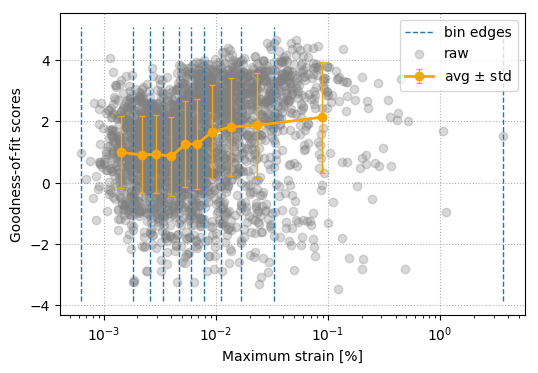 bin edges
raw
avg ± std
Goodness-of-fit scores
4
2
0
−2
−4
10⁻³
10⁻²
10⁻¹
10⁰
Maximum strain [%]